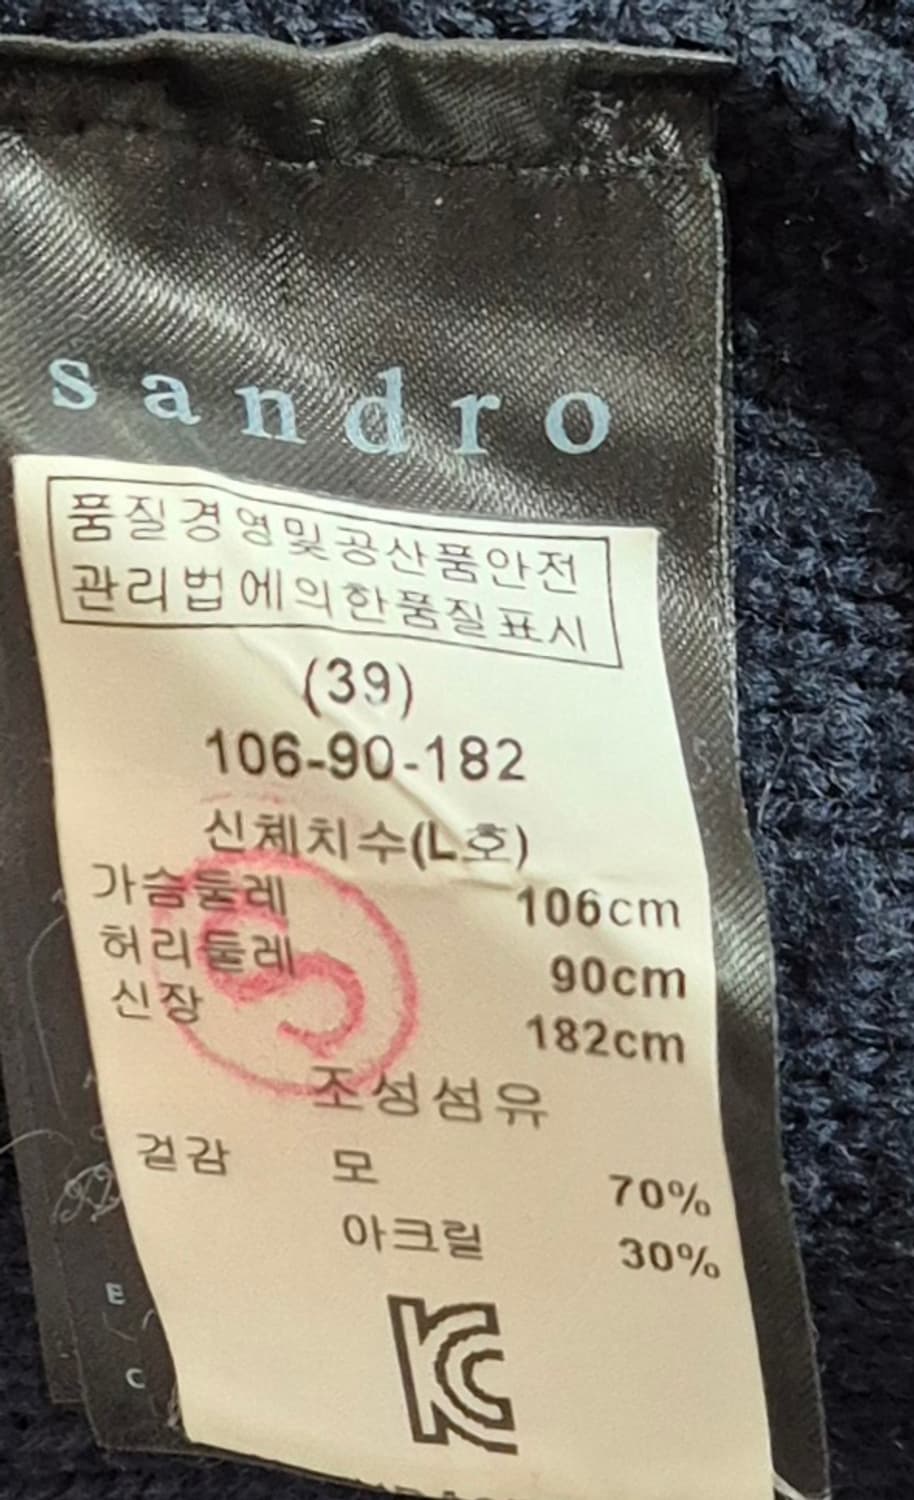 sandro
품질경영및공산품안전
관리법에의한품질표시
(39)
106-90-182
신체치수(L호)
가슴둘레 106cm
허리둘레 90cm
신장 182cm
S
조성섬유
겉감 모 70%
아크릴 30%
KC
E
C